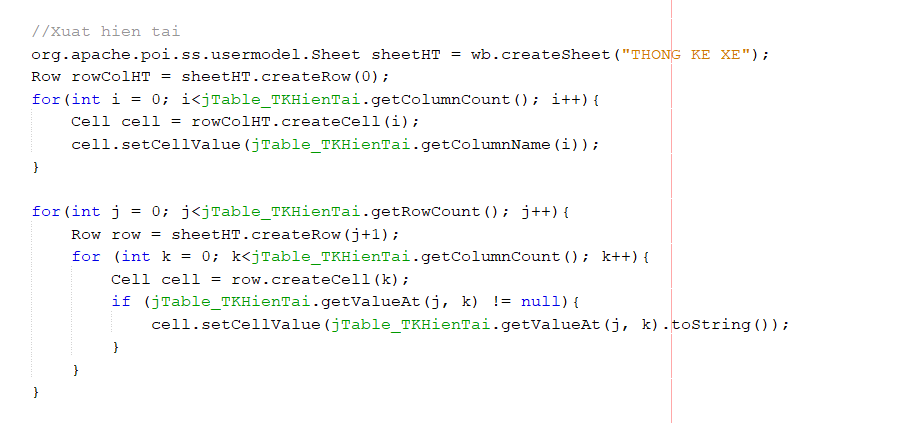 //Xuat hien tai
org.apache.poi.ss.usermodel.Sheet sheetHT = wb.createSheet("THONG KE XE");
Row rowColHT = sheetHT.createRow(0);
for(int i = 0; i<jTable_TKHienTai.getColumnCount(); i++){
    Cell cell = rowColHT.createCell(i);
    cell.setCellValue(jTable_TKHienTai.getColumnName(i));
}

for(int j = 0; j<jTable_TKHienTai.getRowCount(); j++){
    Row row = sheetHT.createRow(j+1);
    for (int k = 0; k<jTable_TKHienTai.getColumnCount(); k++){
        Cell cell = row.createCell(k);
        if (jTable_TKHienTai.getValueAt(j, k) != null){
            cell.setCellValue(jTable_TKHienTai.getValueAt(j, k).toString());
        }
    }
}